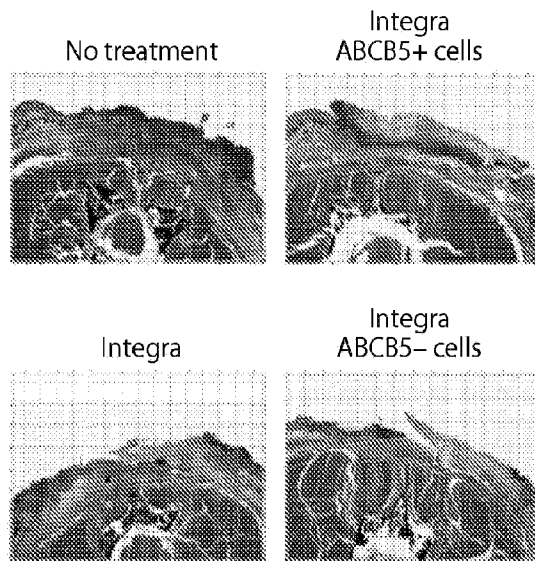 No treatment
Integra
ABCB5+ cells
Integra
Integra
ABCB5– cells